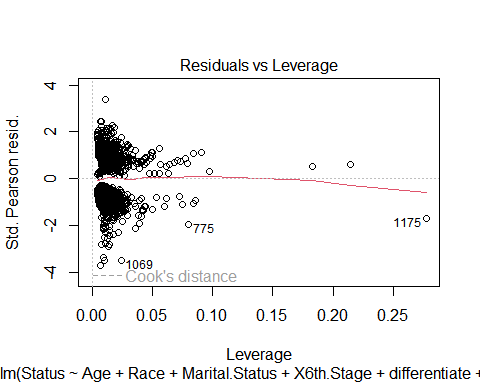 Residuals vs Leverage
Std. Pearson resid.
4
2
0
-2
-4
775
1175
1069
Cook's distance
0.00 0.05 0.10 0.15 0.20 0.25
Leverage
lm(Status ~ Age + Race + Marital.Status + X6th.Stage + differentiate +